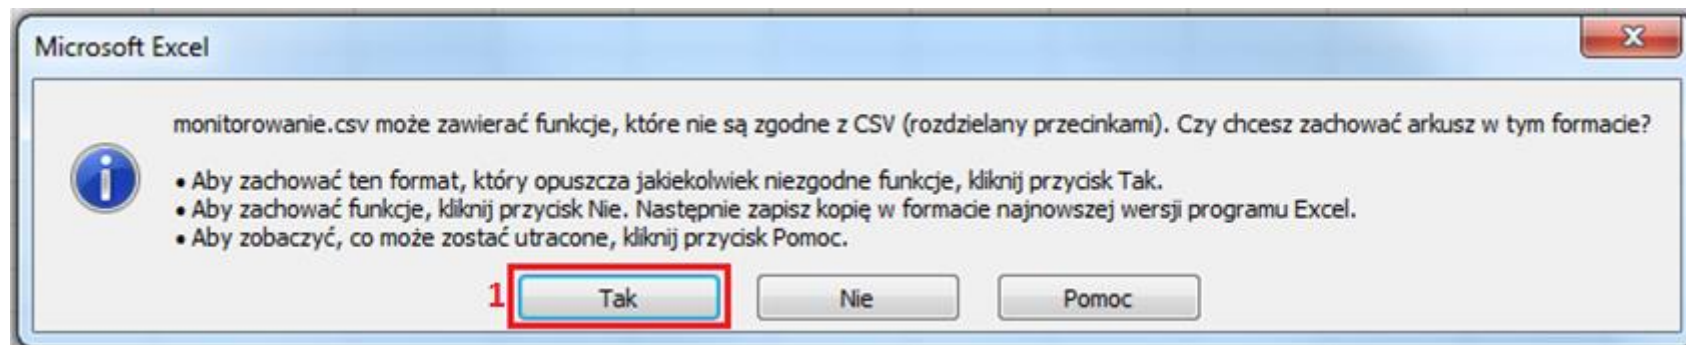 Microsoft Excel
monitorowanie.csv może zawierać funkcje, które nie są zgodne z CSV (rozdzielany przecinkami). Czy chcesz zachować arkusz w tym formacie?
• Aby zachować ten format, który opuszcza jakiekolwiek niezgodne funkcje, kliknij przycisk Tak.
• Aby zachować funkcje, kliknij przycisk Nie. Następnie zapisz kopię w formacie najnowszej wersji programu Excel.
• Aby zobaczyć, co może zostać utracone, kliknij przycisk Pomoc.
1 Tak Nie Pomoc